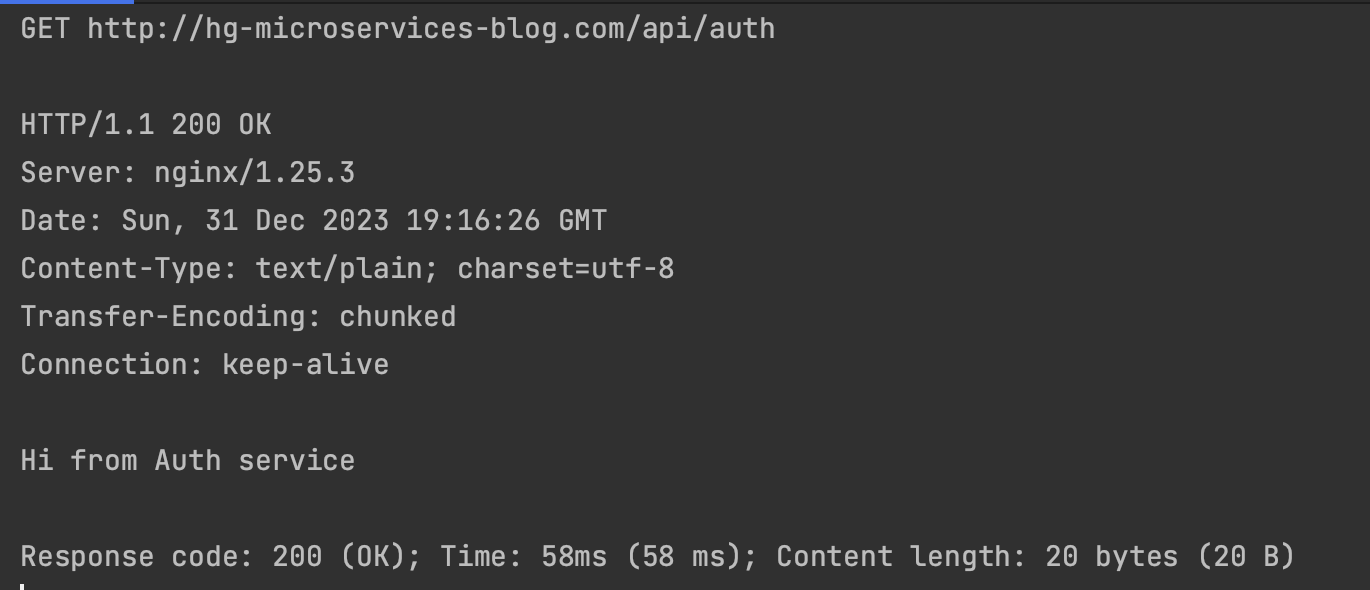 GET http://hg-microservices-blog.com/api/auth
HTTP/1.1 200 OK
Server: nginx/1.25.3
Date: Sun, 31 Dec 2023 19:16:26 GMT
Content-Type: text/plain; charset=utf-8
Transfer-Encoding: chunked
Connection: keep-alive
Hi from Auth service
Response code: 200 (OK); Time: 58ms (58 ms); Content length: 20 bytes (20 B)